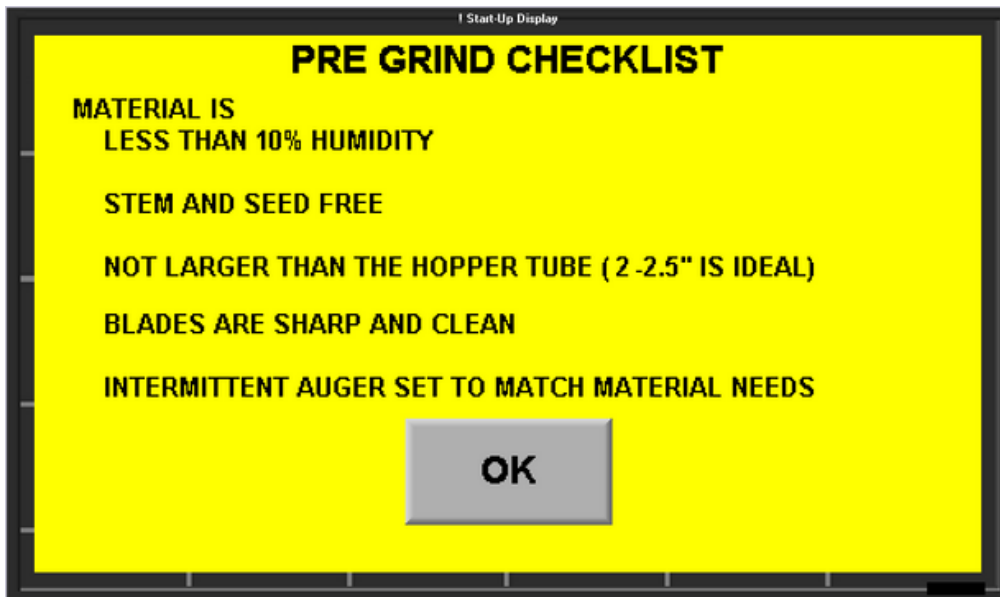 ! Start-Up Display
PRE GRIND CHECKLIST
MATERIAL IS
LESS THAN 10% HUMIDITY
STEM AND SEED FREE
NOT LARGER THAN THE HOPPER TUBE ( 2 -2.5" IS IDEAL)
BLADES ARE SHARP AND CLEAN
INTERMITTENT AUGER SET TO MATCH MATERIAL NEEDS
OK